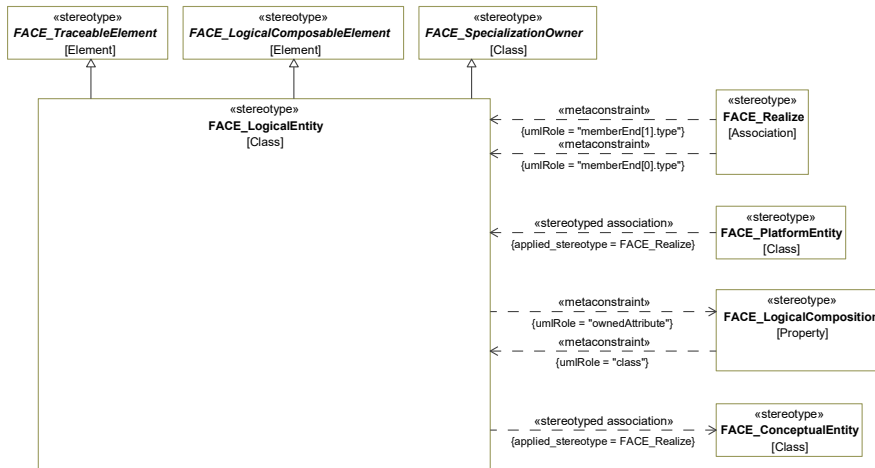 «stereotype»
FACE_TraceableElement
[Element]
«stereotype»
FACE_LogicalComposableElement
[Element]
«stereotype»
FACE_SpecializationOwner
[Class]
«stereotype»
FACE_LogicalEntity
[Class]
«metaconstraint»
{umlRole = "memberEnd[1].type"}
«metaconstraint»
{umlRole = "memberEnd[0].type"}
«stereotype»
FACE_Realize
[Association]
«stereotyped association»
{applied_stereotype = FACE_Realize}
«stereotype»
FACE_PlatformEntity
[Class]
«metaconstraint»
{umlRole = "ownedAttribute"}
«metaconstraint»
{umlRole = "class"}
«stereotype»
FACE_LogicalComposition
[Property]
«stereotyped association»
{applied_stereotype = FACE_Realize}
«stereotype»
FACE_ConceptualEntity
[Class]